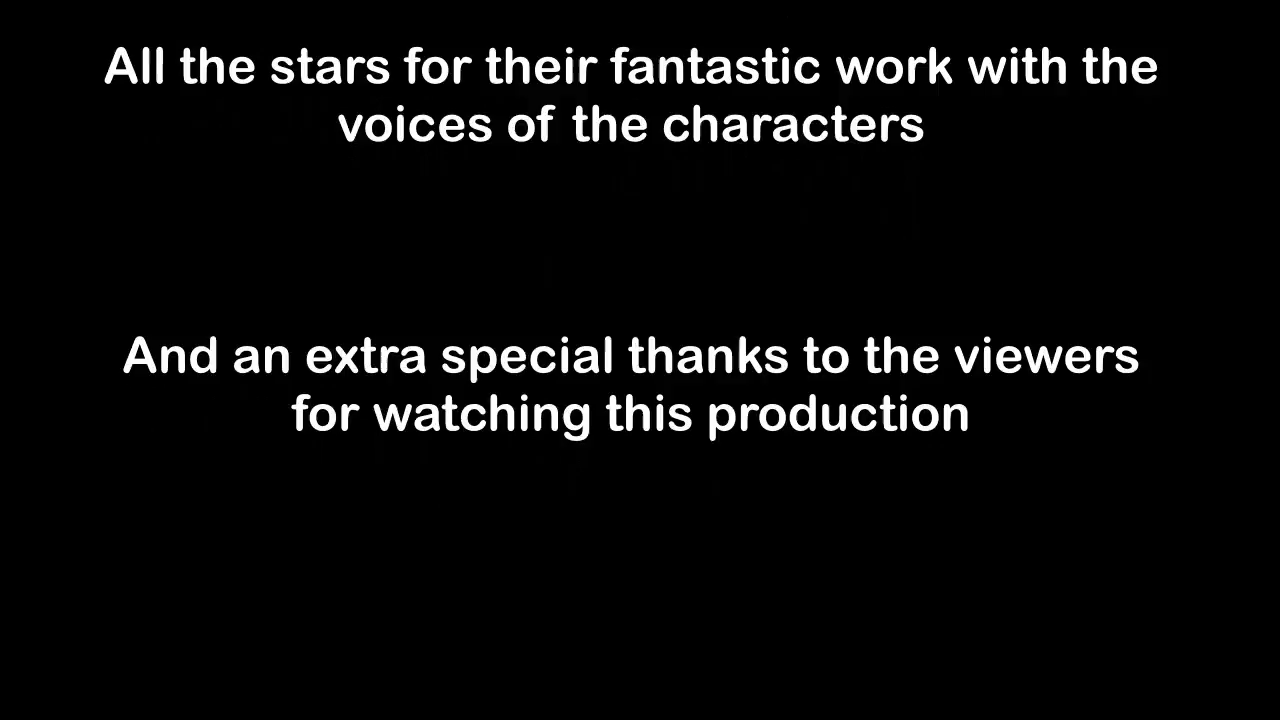 All the stars for their fantastic work with the
voices of the characters
And an extra special thanks to the viewers
for watching this production